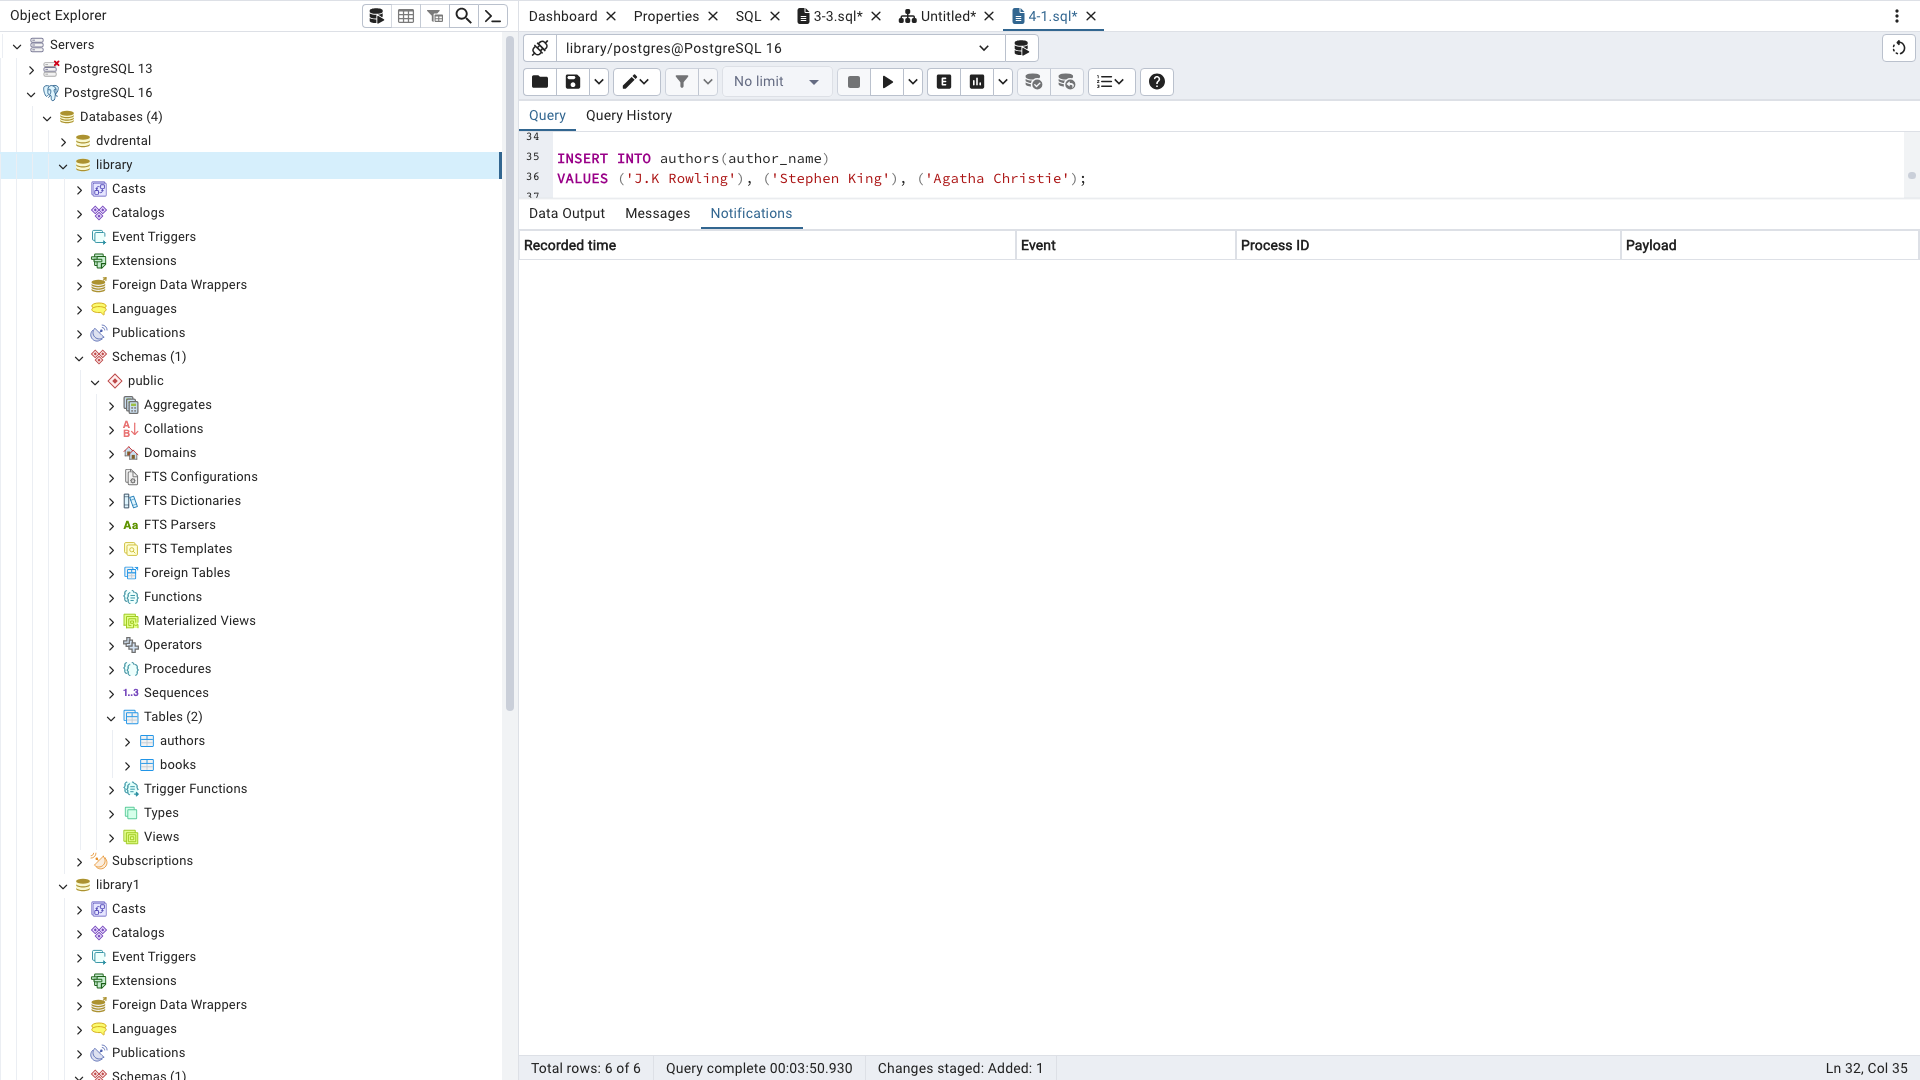 Object Explorer
Servers
PostgreSQL 13
PostgreSQL 16
Databases (4)
dvdrental
library
Casts
Catalogs
Event Triggers
Extensions
Foreign Data Wrappers
Languages
Publications
Schemas (1)
public
Aggregates
Collations
Domains
FTS Configurations
FTS Dictionaries
Aa FTS Parsers
FTS Templates
Foreign Tables
Functions
Materialized Views
Operators
Procedures
1..3 Sequences
Tables (2)
authors
books
Trigger Functions
Types
Views
Subscriptions
library1
Casts
Catalogs
Event Triggers
Extensions
Foreign Data Wrappers
Languages
Publications
Schemas (1)
Dashboard Properties SQL 3-3.sql* Untitled* 4-1.sql*
library/postgres@PostgreSQL 16
No limit E
Query Query History
34
35 INSERT INTO authors(author_name)
36 VALUES ('J.K Rowling'), ('Stephen King'), ('Agatha Christie');
37
Data Output Messages Notifications
Recorded time Event Process ID Payload
Total rows: 6 of 6 Query complete 00:03:50.930 Changes staged: Added: 1 Ln 32, Col 35